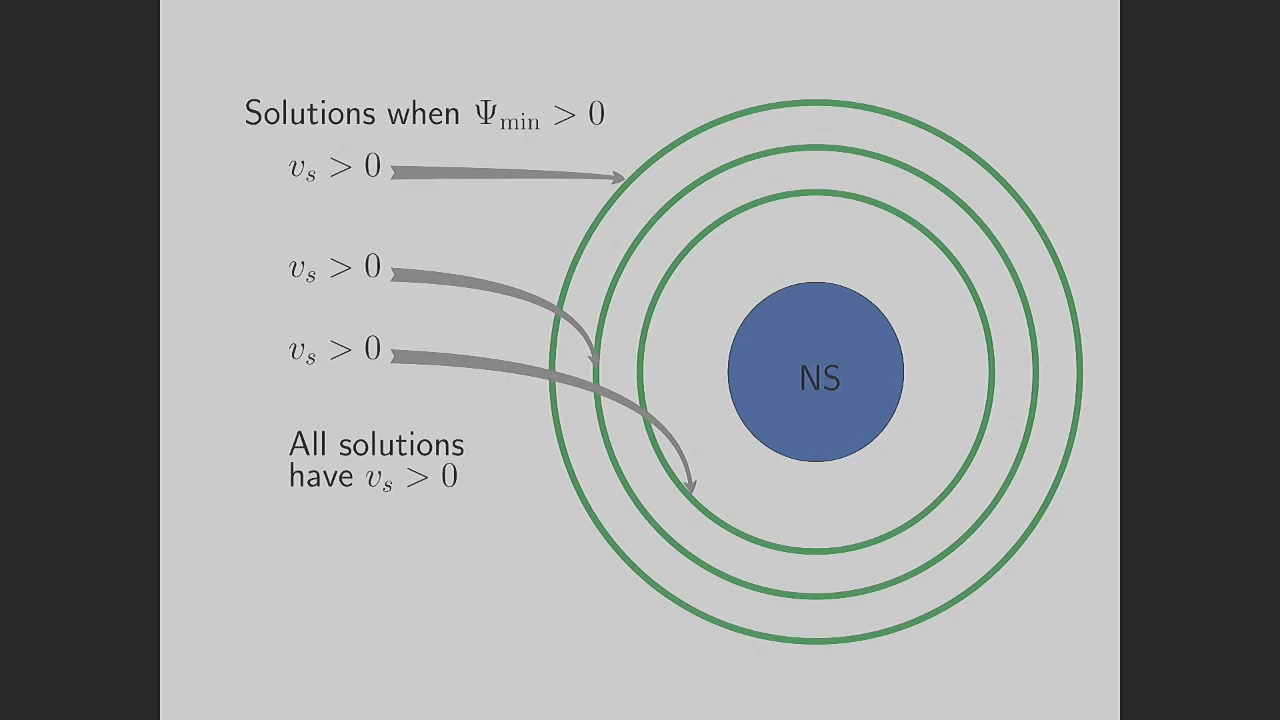 Solutions when Ψ_min > 0
v_s > 0
v_s > 0
v_s > 0
NS
All solutions
have v_s > 0